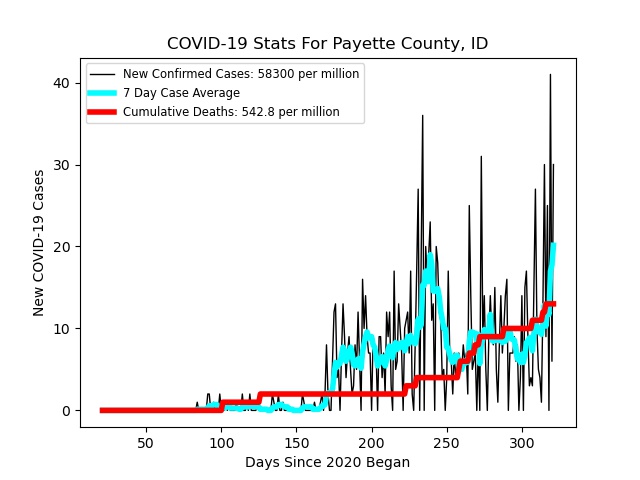 COVID-19 Stats For Payette County, ID
New Confirmed Cases: 58300 per million
7 Day Case Average
Cumulative Deaths: 542.8 per million
New COVID-19 Cases
40
30
20
10
0
50 100 150 200 250 300
Days Since 2020 Began